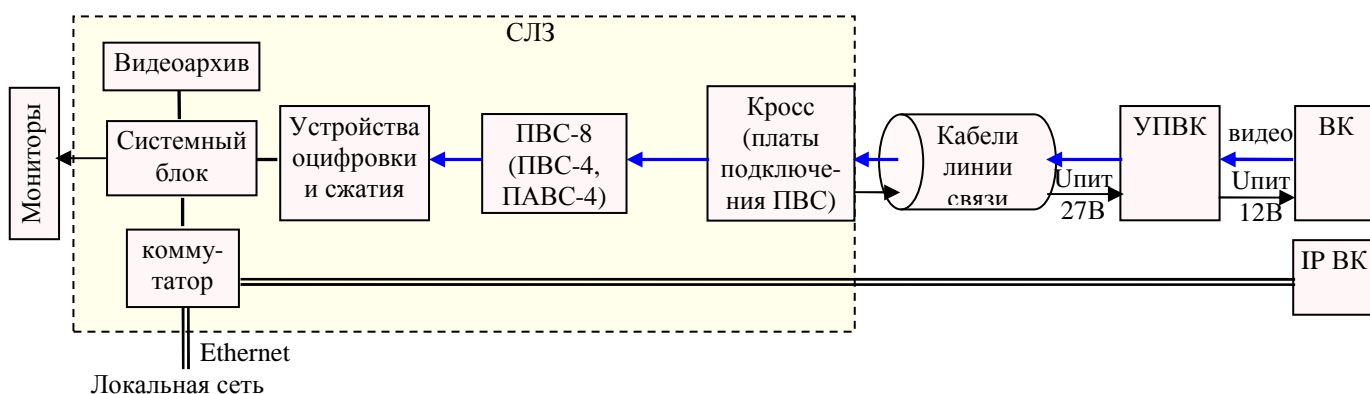 СЛЗ
Видеоархив
Мониторы
Системный
блок
Устройства
оцифровки
и сжатия
ПВС-8
(ПВС-4,
ПАВС-4)
Кросс
(платы
подключе-
ния ПВС)
Кабели
линии
связи
УПВК
видео
ВК
Uпит
27В
Uпит
12В
комму-
татор
IP ВК
Ethernet
Локальная сеть